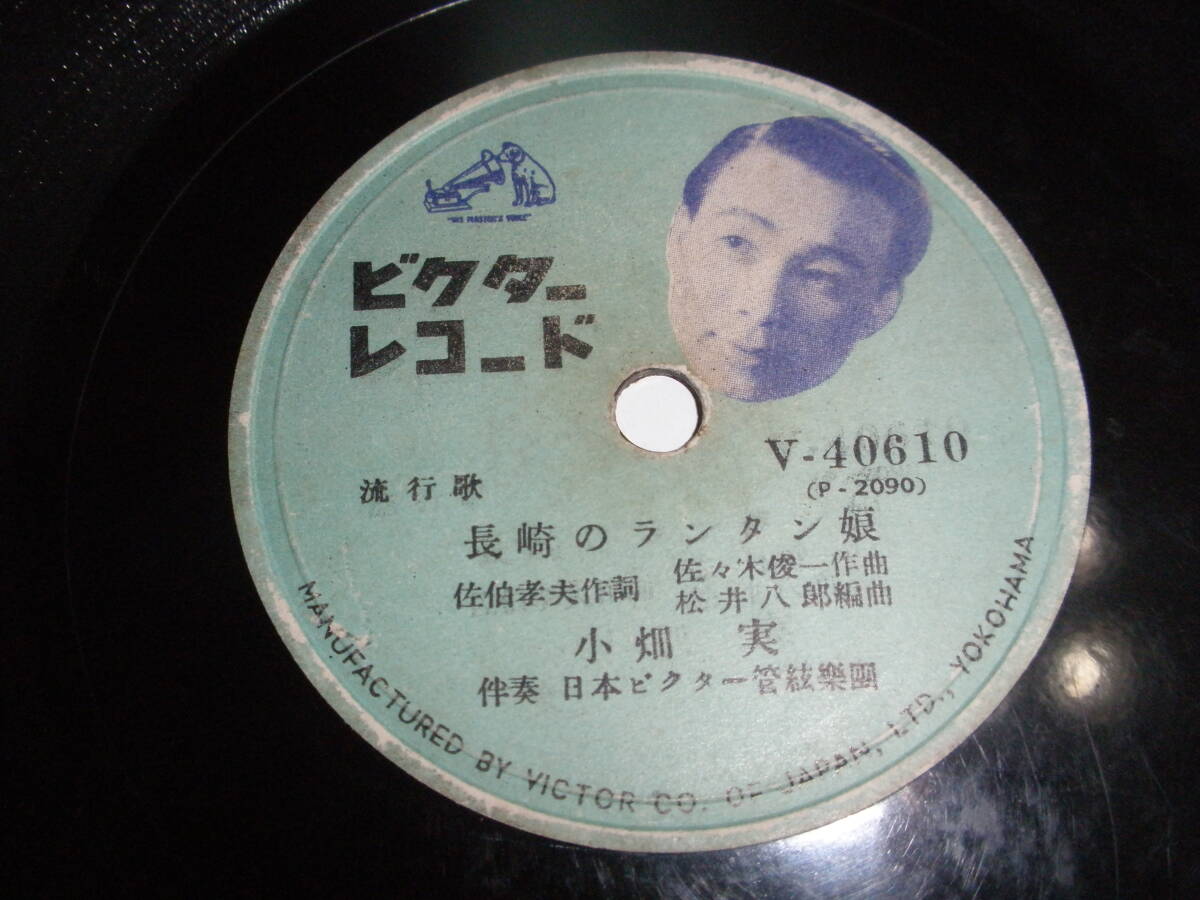 "HIS MASTER'S VOICE"
ビクター
レコード
V-40610
(P-2090)
流行歌
長崎のランタン娘
佐伯孝夫作詞
佐々木俊一作曲
松井八郎編曲
小畑 実
伴奏 日本ビクター管絃樂團
MANUFACTURED BY VICTOR CO. OF JAPAN, LTD., YOKOHAMA